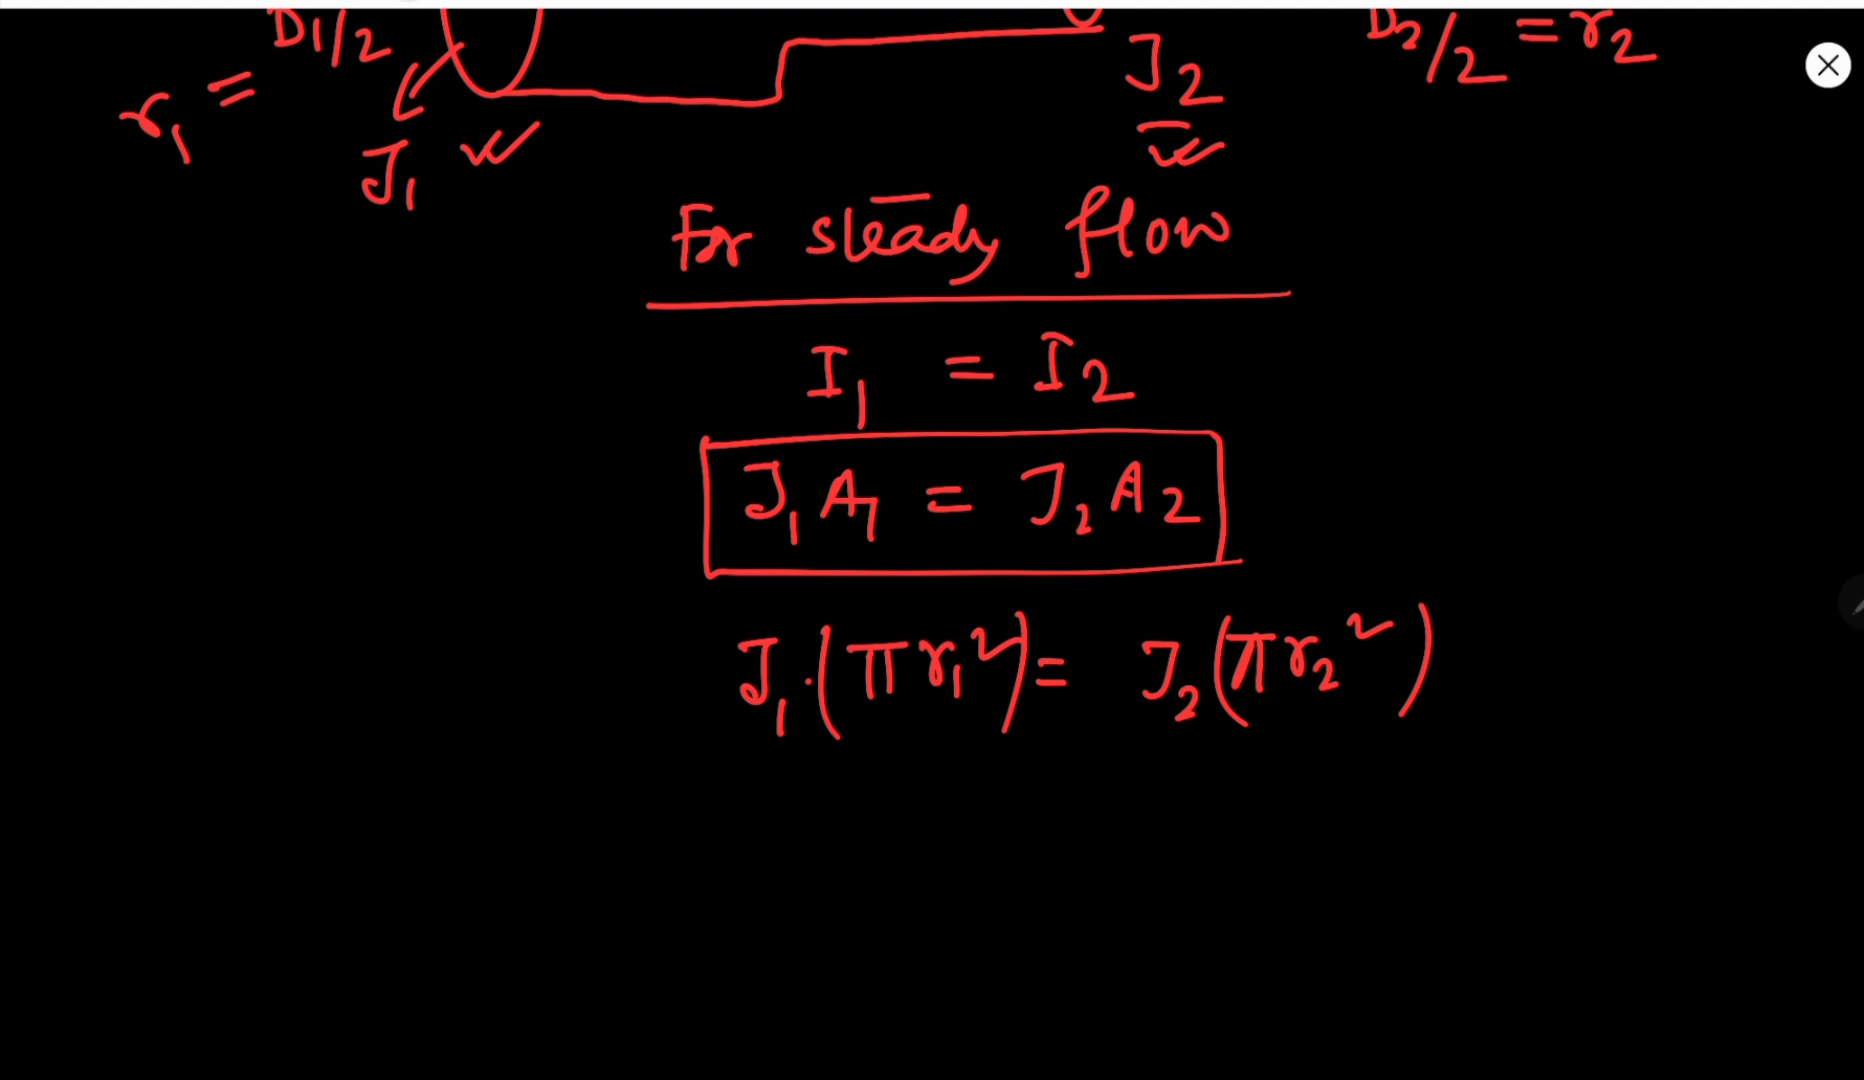 r₁ = D₁/2
D₂/2 = r₂
J₁
J₂
For steady flow
I₁ = I₂
J₁A₁ = J₂A₂
J₁·(πr₁²) = J₂(πr₂²)